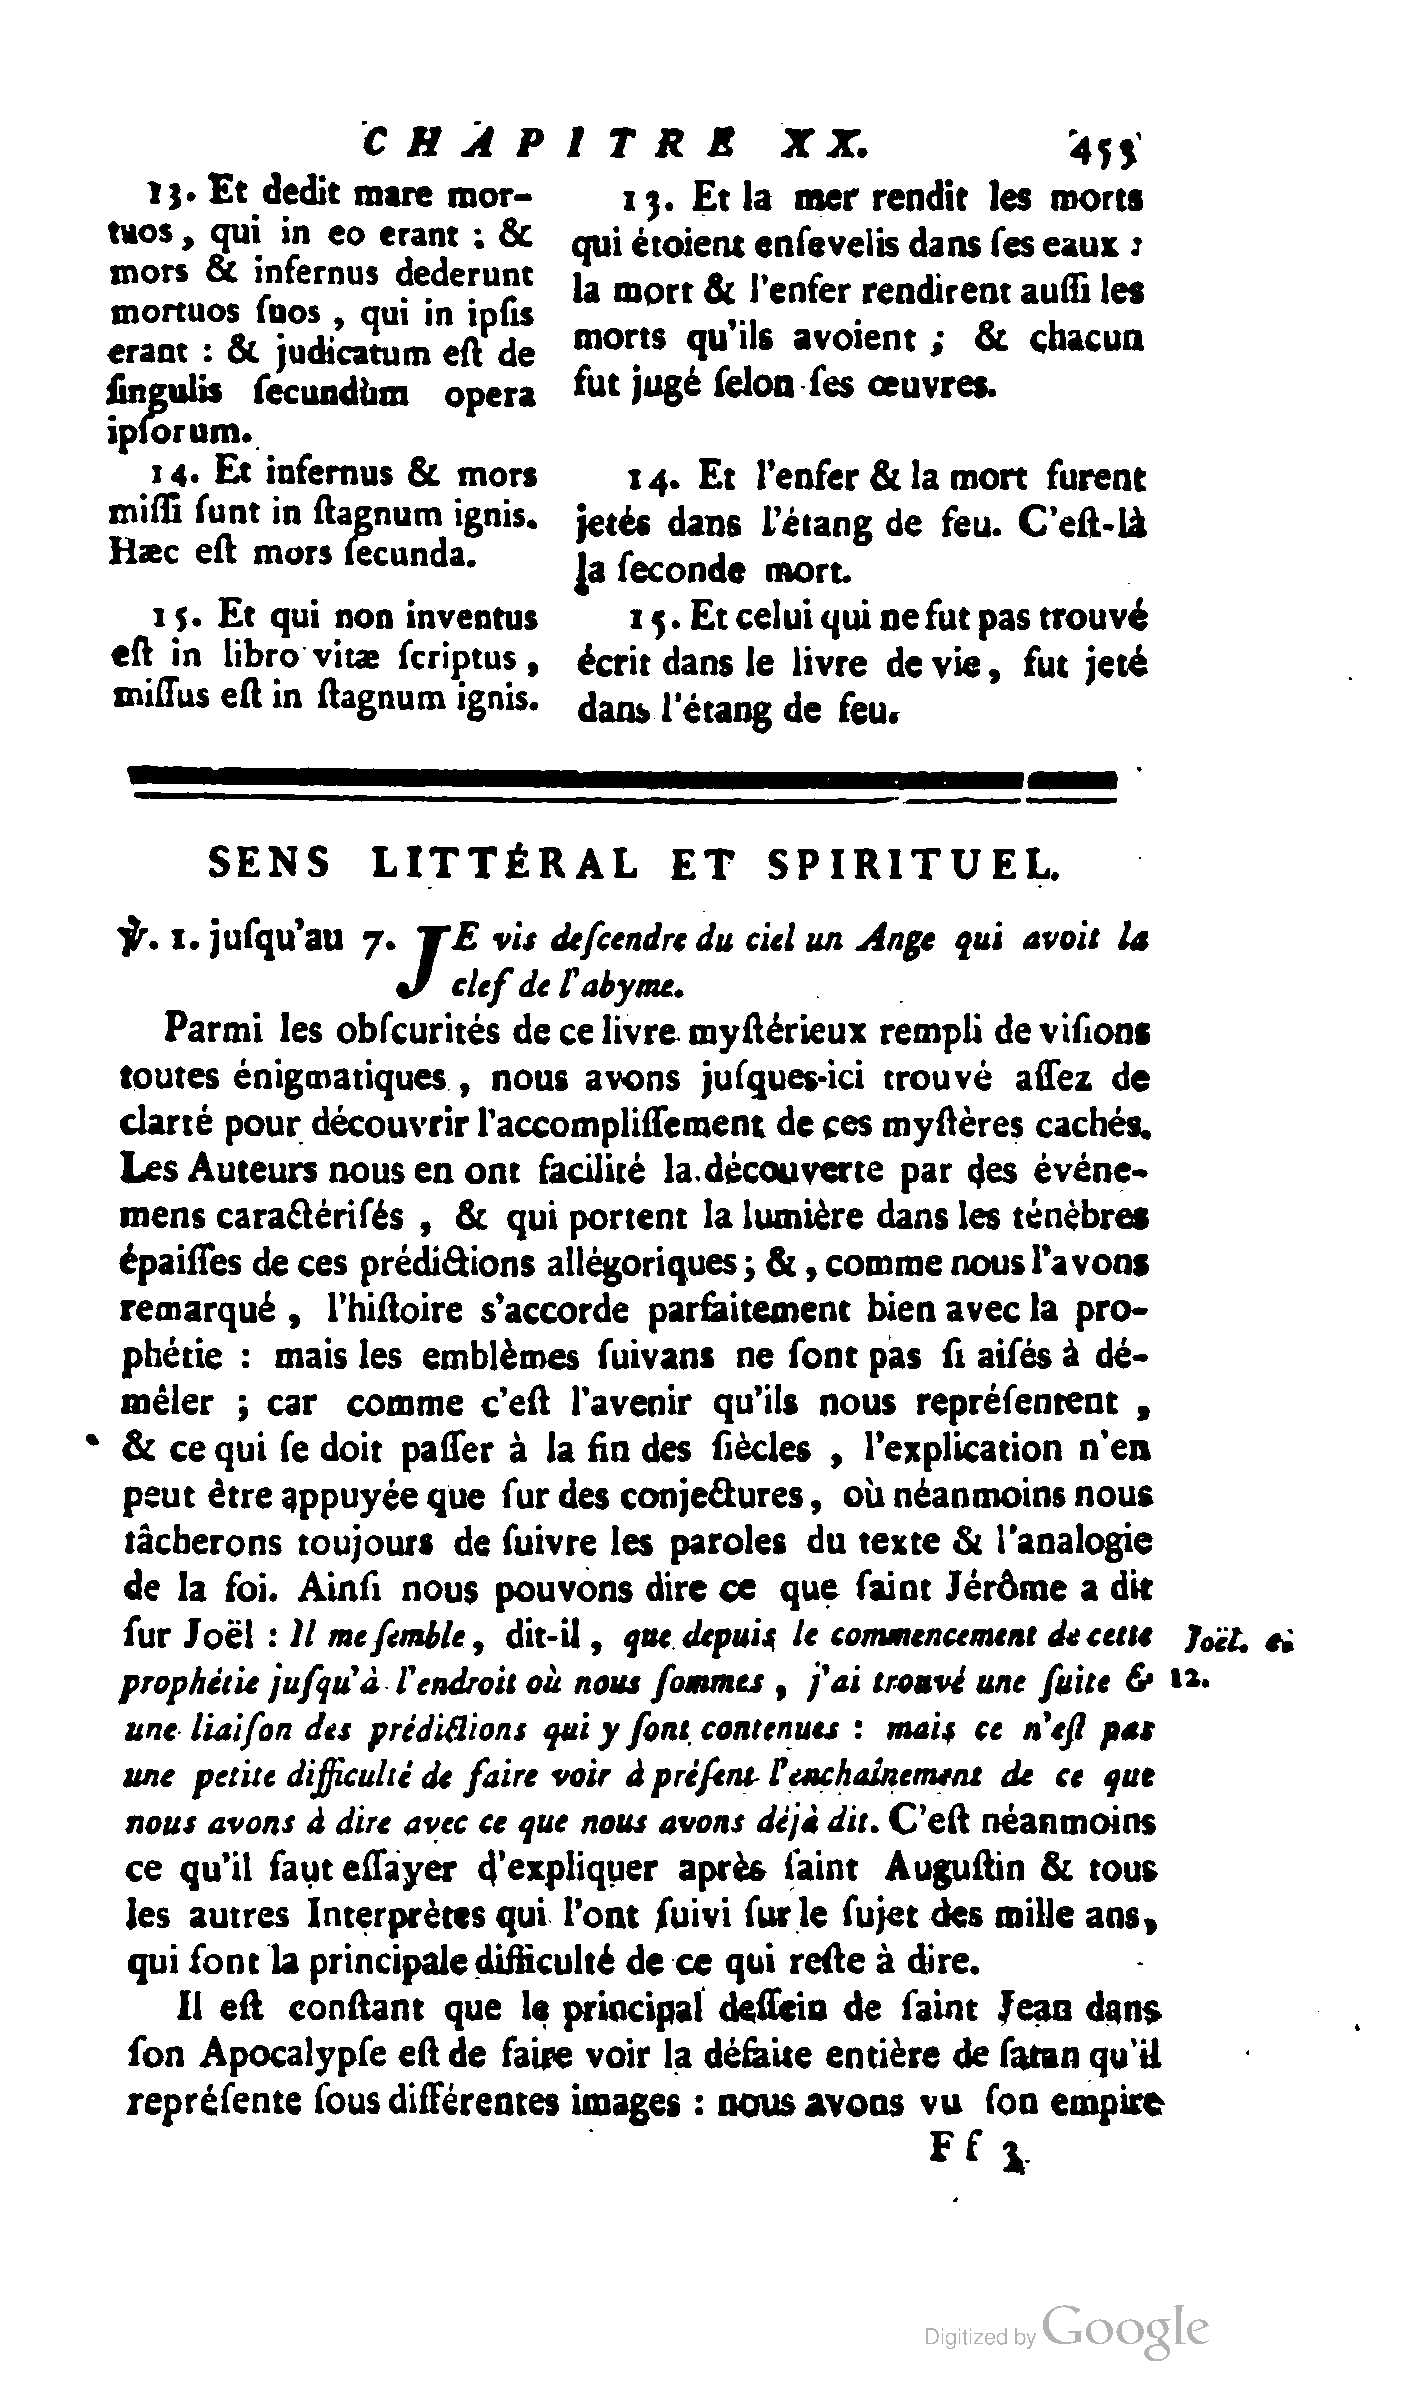 CHAPITRE XX. 453
13. Et dedit mare mor-
tuos, qui in eo erant : &
mors & infernus dederunt
mortuos ſuos, qui in ipſis
erant : & judicatum eſt de
ſingulis ſecundùm opera
ipſorum.
14. Et infernus & mors
miſſi ſunt in ſtagnum ignis.
Hæc eſt mors ſecunda.
15. Et qui non inventus
eſt in libro vitæ ſcriptus,
miſſus eſt in ſtagnum ignis.
13. Et la mer rendit les morts
qui étoient enſevelis dans ſes eaux :
la mort & l'enfer rendirent auſſi les
morts qu'ils avoient ; & chacun
fut jugé ſelon ſes œuvres.
14. Et l'enfer & la mort furent
jetés dans l'étang de feu. C'eſt-là
la ſeconde mort.
15. Et celui qui ne fut pas trouvé
écrit dans le livre de vie, fut jeté
dans l'étang de feu.
SENS LITTÉRAL ET SPIRITUEL.
℣. 1. juſqu'au 7. JE vis deſcendre du ciel un Ange qui avoit la
clef de l'abyme.
Parmi les obſcurités de ce livre myſtérieux rempli de viſions
toutes énigmatiques, nous avons juſques-ici trouvé aſſez de
clarté pour découvrir l'accompliſſement de ces myſtères cachés.
Les Auteurs nous en ont facilité la découverte par des événe-
mens caractériſés, & qui portent la lumière dans les ténèbres
épaiſſes de ces prédictions allégoriques ; &, comme nous l'avons
remarqué, l'hiſtoire s'accorde parfaitement bien avec la pro-
phétie : mais les emblèmes ſuivans ne ſont pas ſi aiſés à dé-
mêler ; car comme c'eſt l'avenir qu'ils nous repréſentent,
& ce qui ſe doit paſſer à la fin des ſiècles, l'explication n'en
peut être appuyée que ſur des conjectures, où néanmoins nous
tâcherons toujours de ſuivre les paroles du texte & l'analogie
de la foi. Ainſi nous pouvons dire ce que ſaint Jérôme a dit
ſur Joël : Il me ſemble, dit-il, que depuis le commencement de cette
Joël. c.
prophétie juſqu'à l'endroit où nous ſommes, j'ai trouvé une ſuite &
12.
une liaiſon des prédictions qui y ſont contenues : mais ce n'eſt pas
une petite difficulté de faire voir à préſent l'enchaînement de ce que
nous avons à dire avec ce que nous avons déjà dit. C'eſt néanmoins
ce qu'il faut eſſayer d'expliquer après ſaint Auguſtin & tous
les autres Interprètes qui l'ont ſuivi ſur le ſujet des mille ans,
qui ſont la principale difficulté de ce qui reſte à dire.
Il eſt conſtant que le principal deſſein de ſaint Jean dans
ſon Apocalypſe eſt de faire voir la défaite entière de ſatan qu'il
repréſente ſous différentes images : nous avons vu ſon empire
F f 3
Digitized by Google